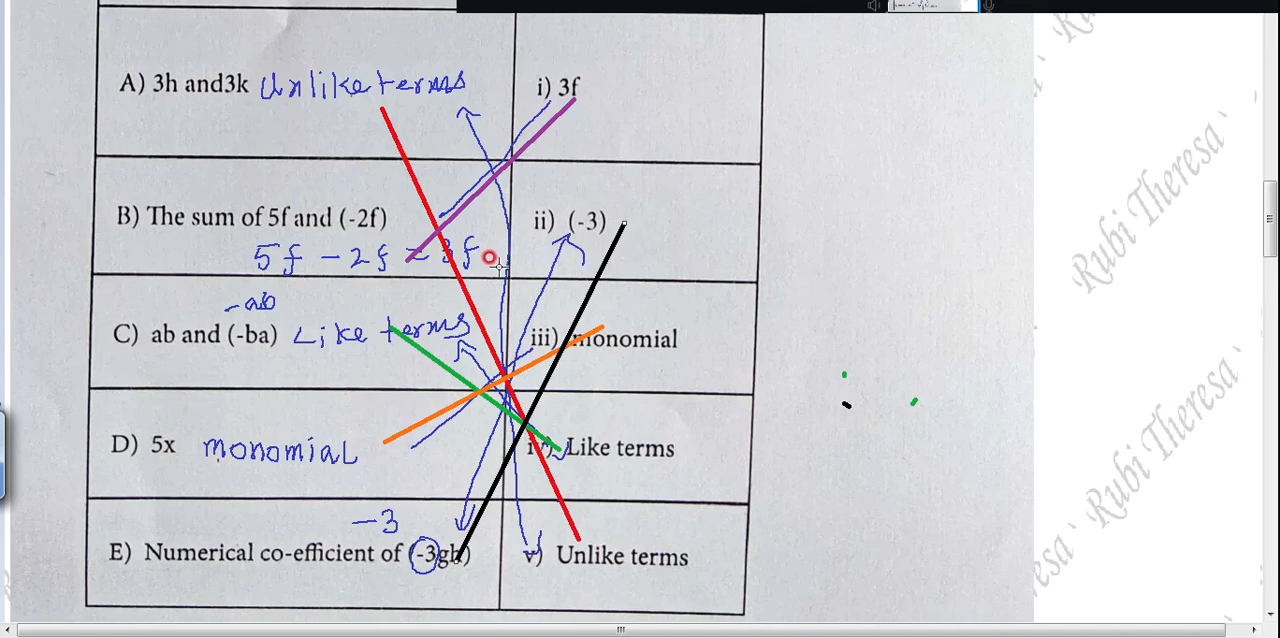 A) 3h and3k Unlike terms
i) 3f
B) The sum of 5f and (-2f)
5f - 2f = 3f
ii) (-3)
-ab
C) ab and (-ba) Like terms
iii) monomial
D) 5x monomial
iv) Like terms
-3
E) Numerical co-efficient of (-3gh)
v) Unlike terms
Rubi Theresa `
Rubi Theresa `